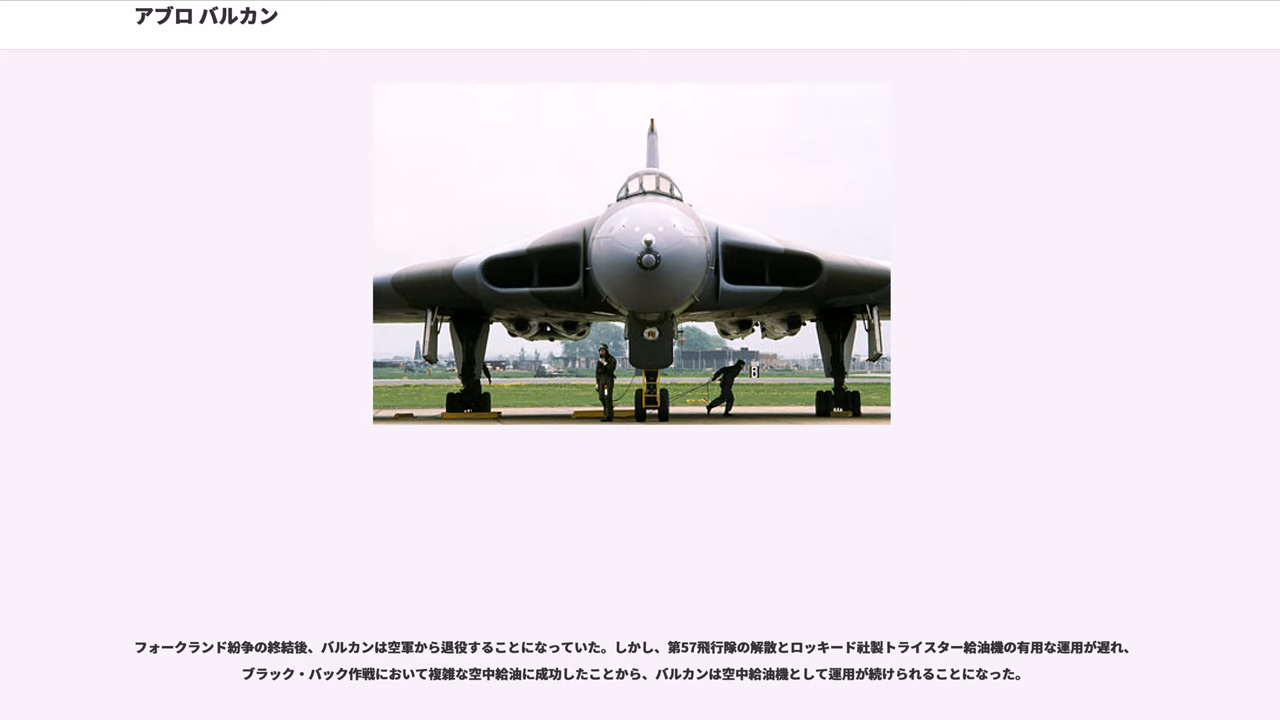 アブロ バルカン
フォークランド紛争の終結後、バルカンは空軍から退役することになっていた。しかし、第57飛行隊の解散とロッキード社製トライスター給油機の有用な運用が遅れ、
ブラック・バック作戦において複雑な空中給油に成功したことから、バルカンは空中給油機として運用が続けられることになった。